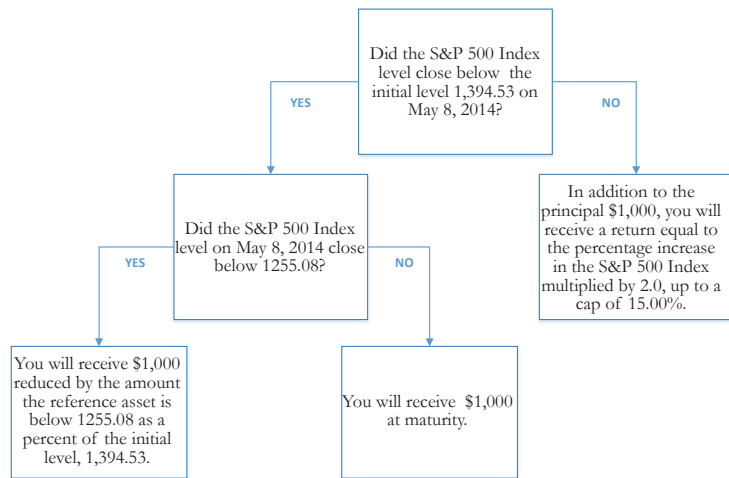 Did the S&P 500 Index
level close below the
initial level 1,394.53 on
May 8, 2014?
YES
NO
Did the S&P 500 Index
level on May 8, 2014 close
below 1255.08?
In addition to the
principal $1,000, you will
receive a return equal to
the percentage increase
in the S&P 500 Index
multiplied by 2.0, up to a
cap of 15.00%.
YES
NO
You will receive $1,000
reduced by the amount
the reference asset is
below 1255.08 as a
percent of the initial
level, 1,394.53.
You will receive $1,000
at maturity.